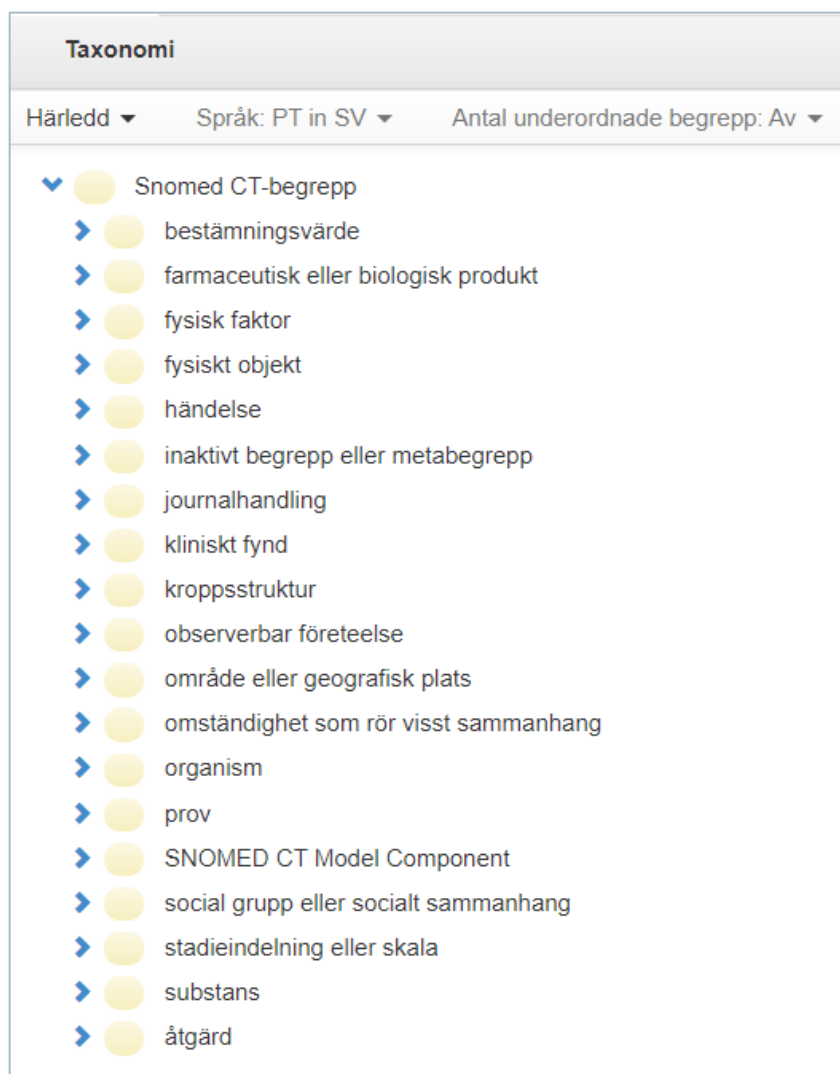 Taxonomi
Härledd Språk: PT in SV Antal underordnade begrepp: Av
Snomed CT-begrepp
bestämningsvärde
farmaceutisk eller biologisk produkt
fysisk faktor
fysiskt objekt
händelse
inaktivt begrepp eller metabegrepp
journalhandling
kliniskt fynd
kroppsstruktur
observerbar företeelse
område eller geografisk plats
omständighet som rör visst sammanhang
organism
prov
SNOMED CT Model Component
social grupp eller socialt sammanhang
stadieindelning eller skala
substans
åtgärd